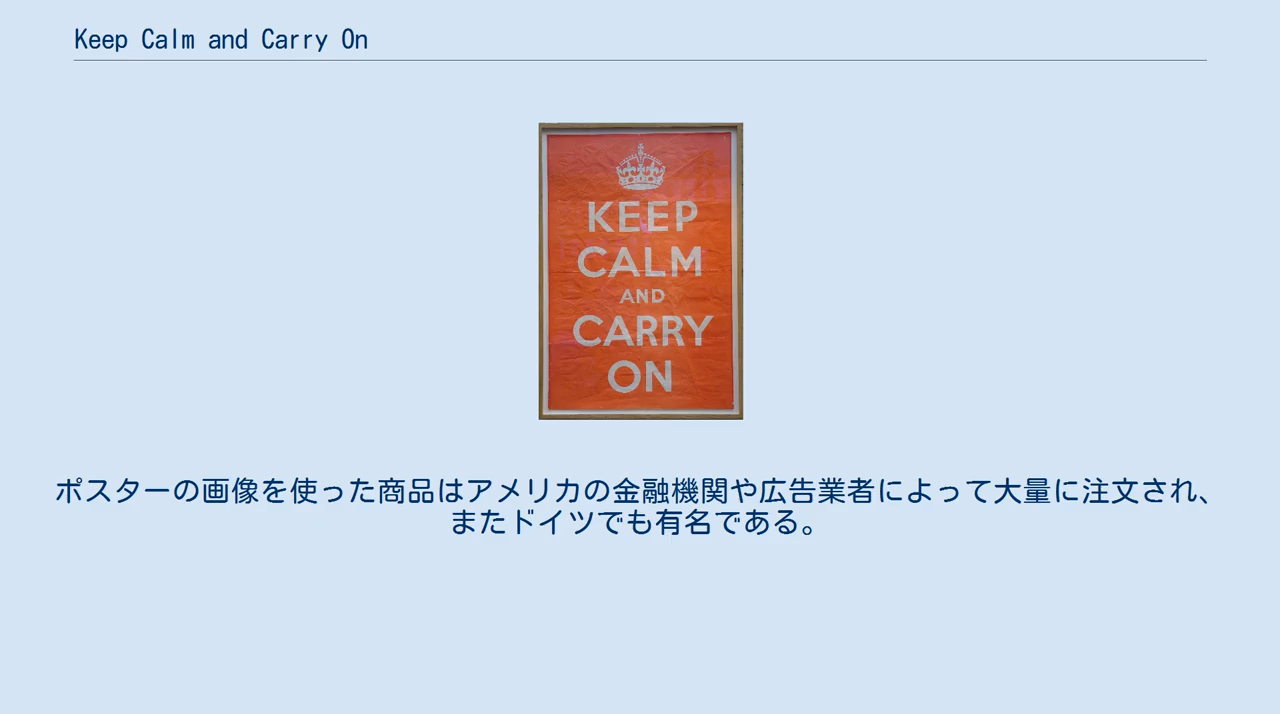 Keep Calm and Carry On
KEEP
CALM
AND
CARRY
ON
ポスターの画像を使った商品はアメリカの金融機関や広告業者によって大量に注文され、
またドイツでも有名である。